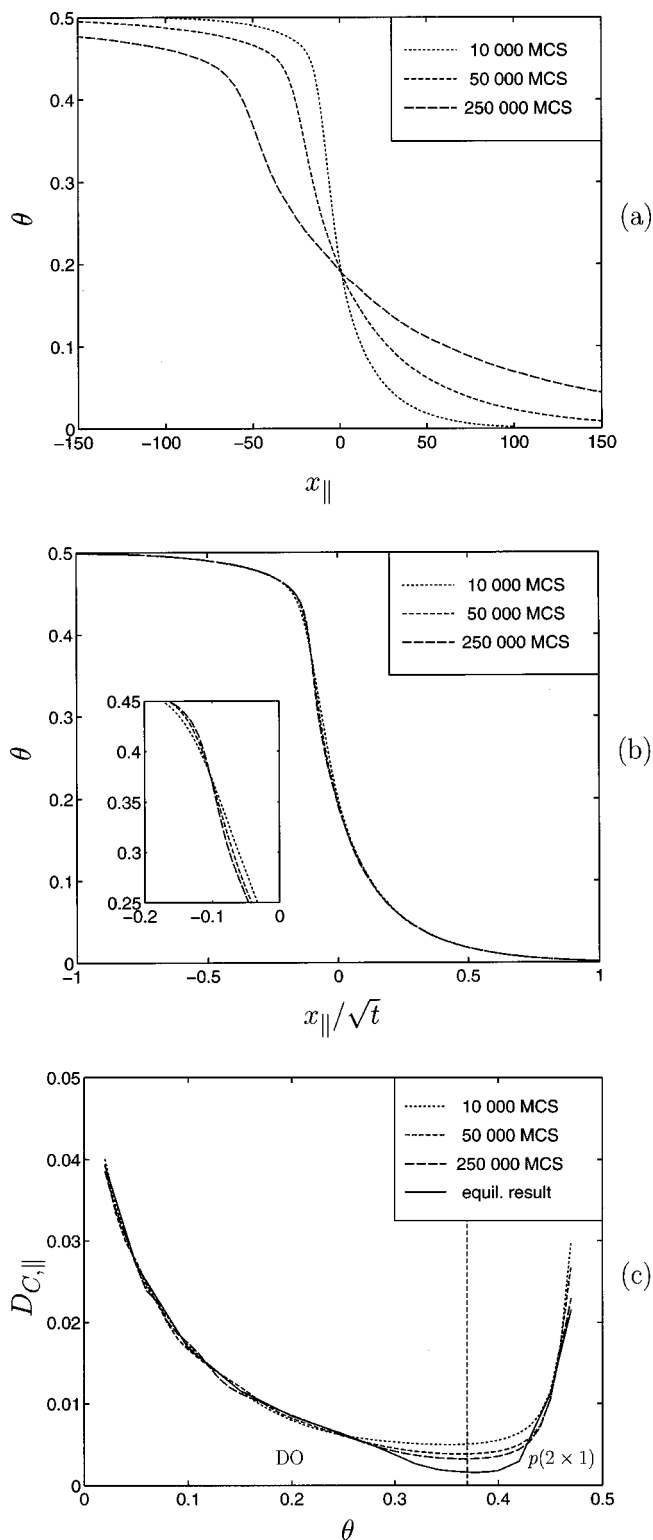 0.5
0.4
0.3
0.2
0.1
0
θ
10 000 MCS
50 000 MCS
250 000 MCS
(a)
−150 −100 −50 0 50 100 150
x∥
0.5
0.4
0.3
0.2
0.1
0
θ
10 000 MCS
50 000 MCS
250 000 MCS
(b)
0.45
0.4
0.35
0.3
0.25
−0.2 −0.1 0
−1 −0.5 0 0.5 1
x∥/√t
0.05
0.04
0.03
0.02
0.01
0
D_C,∥
10 000 MCS
50 000 MCS
250 000 MCS
equil. result
(c)
DO
p(2 × 1)
0 0.1 0.2 0.3 0.4 0.5
θ